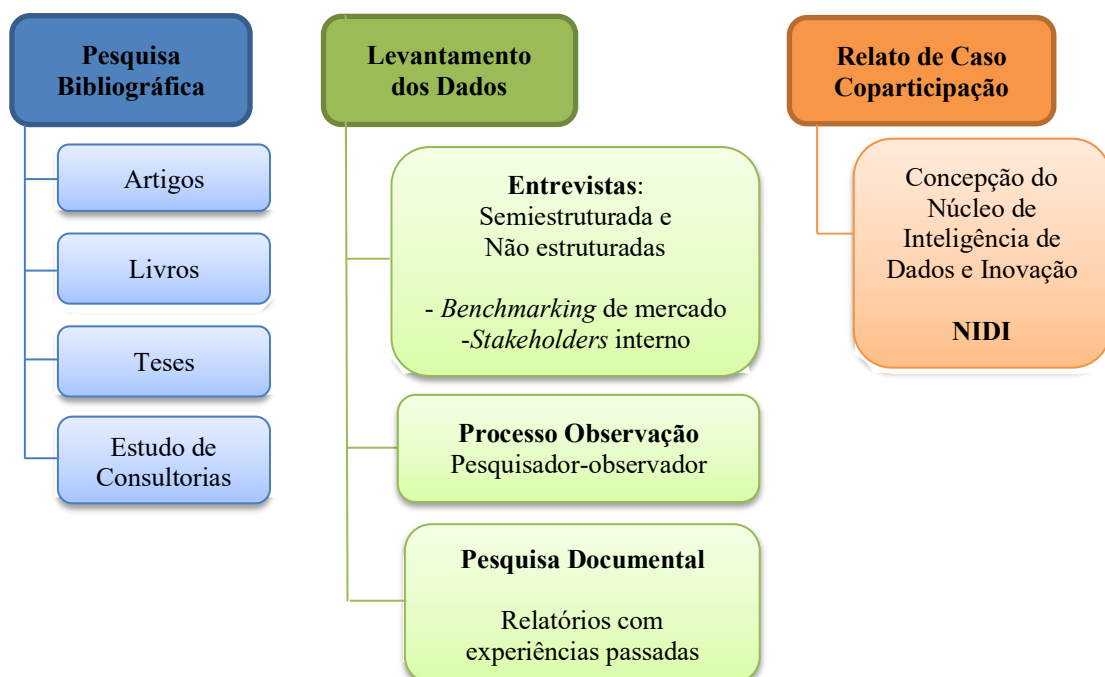 Pesquisa
Bibliográfica
Artigos
Livros
Teses
Estudo de
Consultorias
Levantamento
dos Dados
Entrevistas:
Semiestruturada e
Não estruturadas
- Benchmarking de mercado
-Stakeholders interno
Processo Observação
Pesquisador-observador
Pesquisa Documental
Relatórios com
experiências passadas
Relato de Caso
Coparticipação
Concepção do
Núcleo de
Inteligência de
Dados e Inovação
NIDI